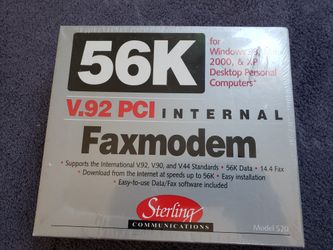 56K
for
Windows 98, Me,
2000, & XP
Desktop Personal
Computers*
V.92 PCI INTERNAL
Faxmodem
• Supports the International V.92, V.90, and V.44 Standards • 56K Data • 14.4 Fax
• Download from the internet at speeds up to 56K • Easy installation
• Easy-to-use Data/Fax software included
Sterling
COMMUNICATIONS
Model 520